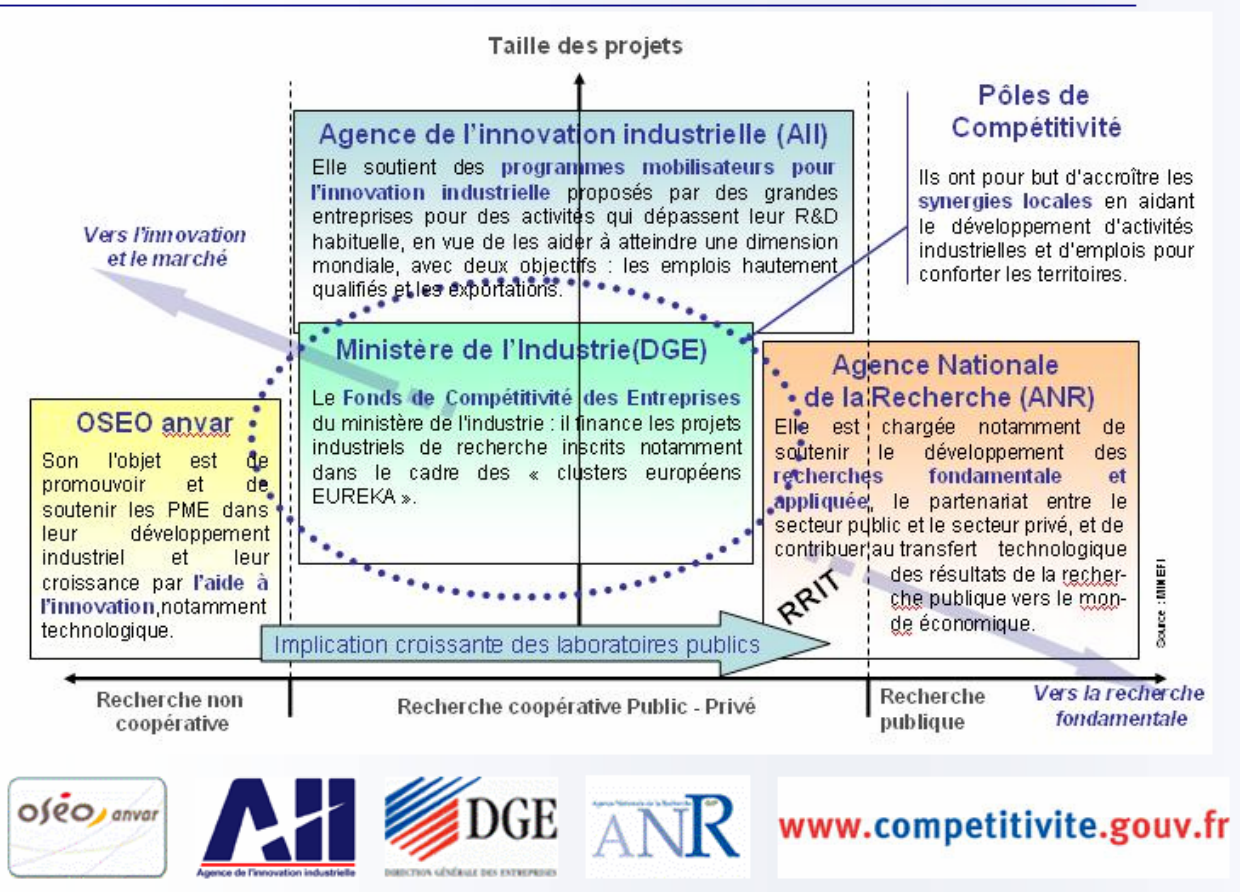 Taille des projets
Pôles de
Compétitivité
Ils ont pour but d'accroître les
synergies locales en aidant
le développement d'activités
industrielles et d'emplois pour
conforter les territoires.
Agence de l'innovation industrielle (AII)
Elle soutient des programmes mobilisateurs pour
l'innovation industrielle proposés par des grandes
entreprises pour des activités qui dépassent leur R&D
habituelle, en vue de les aider à atteindre une dimension
mondiale, avec deux objectifs : les emplois hautement
qualifiés et les exportations.
Vers l'innovation
et le marché
Ministère de l'Industrie(DGE)
Le Fonds de Compétitivité des Entreprises
du ministère de l'industrie : il finance les projets
industriels de recherche inscrits notamment
dans le cadre des « clusters européens
EUREKA ».
Agence Nationale
de la Recherche (ANR)
Elle est chargée notamment de
soutenir le développement des
recherches fondamentale et
appliquée, le partenariat entre le
secteur public et le secteur privé, et de
contribuer au transfert technologique
des résultats de la recher-
che publique vers le mon-
de économique.
RRIT
Source : MINEFI
OSEO anvar
Son l'objet est de
promouvoir et de
soutenir les PME dans
leur développement
industriel et leur
croissance par l'aide à
l'innovation,notamment
technologique.
Implication croissante des laboratoires publics
Recherche non
coopérative
Recherche coopérative Public - Privé
Recherche
publique
Vers la recherche
fondamentale
oséo anvar
AII
Agence de l'innovation industrielle
DGE
DIRECTION GÉNÉRALE DES ENTREPRISES
Agence Nationale de la Recherche GIP
ANR
www.competitivite.gouv.fr